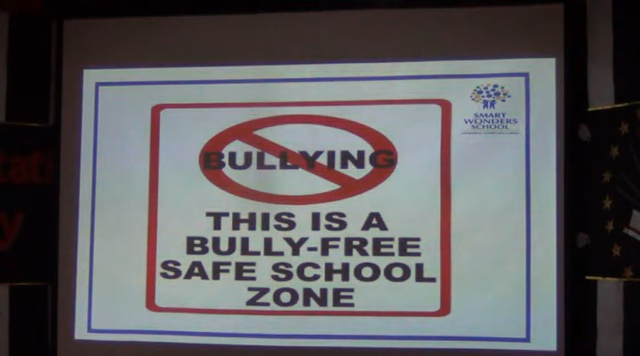 SMART
WONDERS
SCHOOL
BULLYING
THIS IS A
BULLY-FREE
SAFE SCHOOL
ZONE